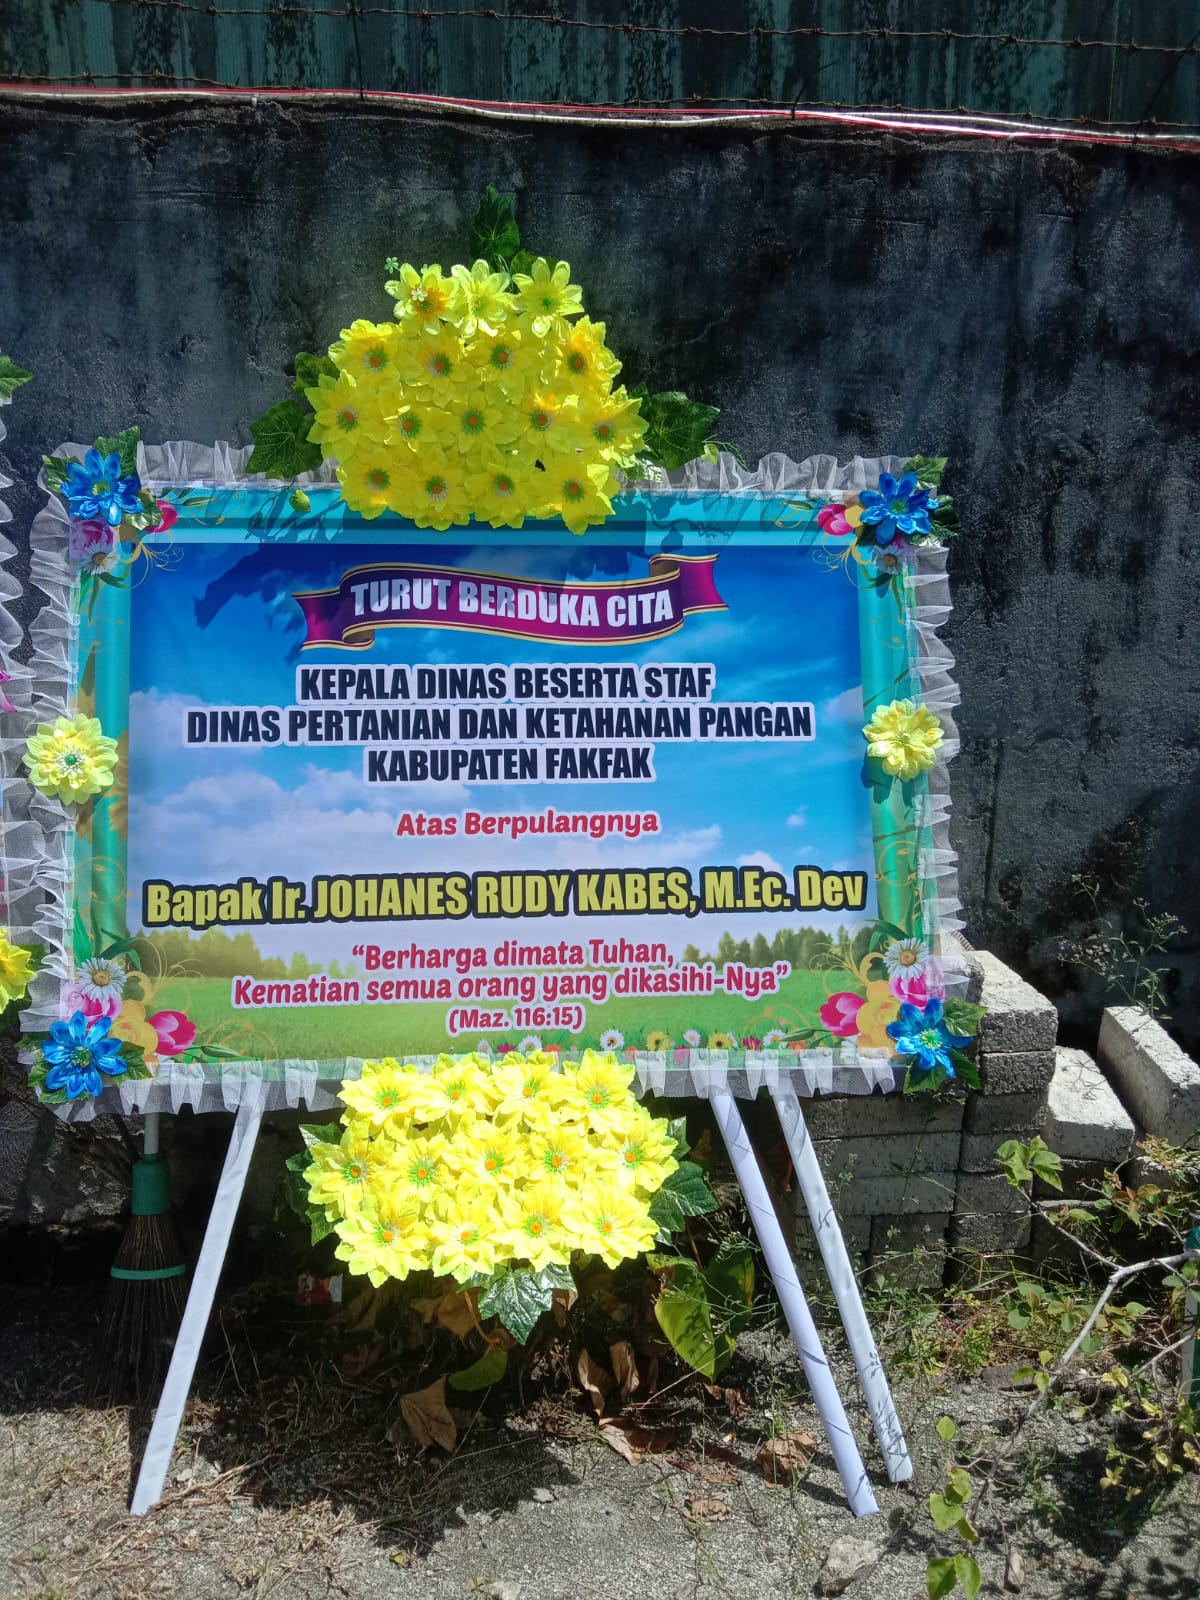 TURUT BERDUKA CITA
KEPALA DINAS BESERTA STAF
DINAS PERTANIAN DAN KETAHANAN PANGAN
KABUPATEN FAKFAK
Atas Berpulangnya
Bapak Ir. JOHANES RUDY KABES, M.Ec. Dev
“Berharga dimata Tuhan,
Kematian semua orang yang dikasihi-Nya”
(Maz. 116:15)